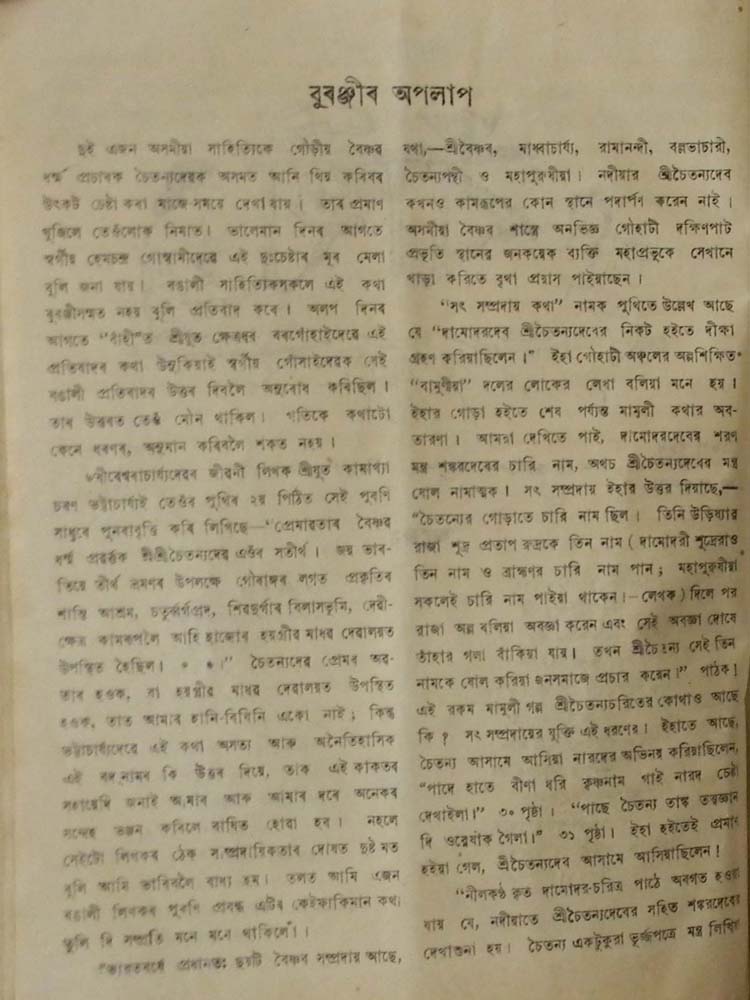 বুৰঞ্জীৰ অপলাপ
দুই এজন অসমীয়া সাহিত্যিকে গৌড়ীয় বৈষ্ণৱ
ধৰ্ম্ম প্ৰচাৰক চৈতন্যদেৱক অসমত আনি থিয় কৰিবৰ
উৎকট চেষ্টা কৰা মাজে সময়ে দেখা যায়। তাৰ প্ৰমাণ
খুজিলে তেওঁলোক নিমাত। ভালেমান দিনৰ আগতে
স্বৰ্গীয় হেমচন্দ্ৰ গোস্বামীদেৱে এই দুঃচেষ্টাৰ মূৰ মেলা
বুলি জনা যায়। বঙালী সাহিত্যিকসকলে এই কথা
বুৰঞ্জীসন্মত নহয় বুলি প্ৰতিবাদ কৰে। অলপ দিনৰ
আগতে “বাঁহী”ত শ্ৰীযুত ক্ষেত্ৰধৰ বৰগোঁহাইদেৱে এই
প্ৰতিবাদৰ কথা উনুকিয়াই স্বৰ্গীয় গোঁসাইদেৱক সেই
বঙালী প্ৰতিবাদৰ উত্তৰ দিবলৈ অনুৰোধ কৰিছিল।
তাৰ উত্তৰত তেওঁ মৌন থাকিল। গতিকে কথাটো
কেনে ধৰণৰ, অনুমান কৰিবলৈ শকত নহয়।
৺বীৰেশ্বৰাচাৰ্য্যদেৱৰ জীৱনী লিখক শ্ৰীযুত কামাখ্যা
চৰণ ভট্টাচাৰ্য্যই তেওঁৰ পুথিৰ ২য় পিঠিত সেই পুৰণি
সাধুৰে পুনৰাবৃত্তি কৰি লিখিছে—“প্ৰেমাৱতাৰ বৈষ্ণৱ
ধৰ্ম্ম প্ৰৱৰ্ত্তক শ্ৰীশ্ৰীচৈতন্যদেৱ এওঁৰ সতীৰ্থ। জয় ভাৰ-
তিয়ে তীৰ্থ ভ্ৰমণৰ উপলক্ষে গৌৰাঙ্গৰ লগত প্ৰকৃতিৰ
শান্তি আশ্ৰম, চতুৰ্ব্বৰ্গপ্ৰদ, শিৱদুৰ্গাৰ বিলাসভূমি, দেৱী-
ক্ষেত্ৰ কামৰূপলৈ আহি হাজোৰ হয়গ্ৰীৱ মাধৱ দেৱালয়ত
উপস্থিত হৈছিল। * * ।” চৈতন্যদেৱ প্ৰেমৰ অৱ-
তাৰ হওক, বা হয়গ্ৰীৱ মাধৱ দেৱালয়ত উপস্থিত
হওক, তাত আমাৰ হানি-বিঘিনি একো নাই; কিন্তু
ভট্টাচাৰ্য্যদেৱে এই কথা অসত্য আৰু অনৈতিহাসিক
এই বদনামৰ কি উত্তৰ দিয়ে, তাক এই কাকতৰ
সহায়েদি জনাই আমাৰ আৰু আমাৰ দৰে অনেকৰ
সন্দেহ ভঞ্জন কৰিলে বাধিত হোৱা হব। নহলে
সেইটো লিখকৰ ঠেক সাম্প্ৰদায়িকতাৰ দোষত দুষ্ট মত
বুলি আমি ভাবিবলৈ বাধ্য হম। তলত আমি এজন
বঙালী লিখকৰ পুৰণি প্ৰবন্ধ এটিৰ কেইফাকিমান কথা
তুলি দি সম্প্ৰতি মনে মনে থাকিলোঁ।
“ভাৰতবৰ্ষে প্ৰধানতঃ ছয়টি বৈষ্ণৱ সম্প্ৰদায় আছে,
যথা,—শ্ৰীবৈষ্ণৱ, মাধ্বাচাৰ্য্য, ৰামানন্দী, বল্লভাচাৰী,
চৈতন্যপন্থী ও মহাপুৰুষীয়া। নদীয়াৰ শ্ৰীচৈতন্যদেব
কখনও কামৰূপেৰ কোন স্থানে পদাৰ্পণ কৰেন নাই।
অসমীয়া বৈষ্ণৱ শাস্ত্ৰে অনভিজ্ঞ গৌহাটী দক্ষিণপাট
প্ৰভৃতি স্থানেৰ জনকয়েক ব্যক্তি মহাপ্ৰভুকে সেখানে
খাড়া কৰিতে বৃথা প্ৰয়াস পাইয়াছেন।
“সৎ সম্প্ৰদায় কথা” নামক পুথিতে উল্লেখ আছে
যে “দামোদৰদেব শ্ৰীচৈতন্যদেবেৰ নিকট হইতে দীক্ষা
গ্ৰহণ কৰিয়াছিলেন।” ইহা গৌহাটী অঞ্চলেৰ অল্পশিক্ষিত
“বামুণীয়া” দলেৰ লোকেৰ লেখা বলিয়া মনে হয়।
ইহাৰ গোড়া হইতে শেষ পৰ্য্যন্ত মামুলী কথাৰ অব-
তাৰণা। আমৰা দেখিতে পাই, দামোদৰদেবেৰ শৰণ
মন্ত্ৰ শঙ্কৰদেবেৰ চাৰি নাম, অথচ শ্ৰীচৈতন্যদেবেৰ মন্ত্ৰ
ষোল নামাত্মক। সৎ সম্প্ৰদায় ইহাৰ উত্তৰ দিয়াছে,—
“চৈতন্যেৰ গোড়াতে চাৰি নাম ছিল। তিনি উড়িষ্যাৰ
ৰাজা শূদ্ৰ প্ৰতাপ ৰুদ্ৰকে তিন নাম (দামোদৰী শূদ্ৰেৰাও
তিন নাম ও ব্ৰাহ্মণৰ চাৰি নাম পান; মহাপুৰুষীয়া
সকলেই চাৰি নাম পাইয়া থাকেন।—লেখক) দিলে পৰ
ৰাজা অল্প বলিয়া অবজ্ঞা কৰেন এবং সেই অবজ্ঞা দোষে
তাঁহাৰ গলা বাঁকিয়া যায়। তখন শ্ৰীচৈতন্য সেই তিন
নামকে ষোল কৰিয়া জনসমাজে প্ৰচাৰ কৰেন।” পাঠক!
এই ৰকম মামুলী গল্প শ্ৰীচৈতন্যচৰিতেৰ কোথাও আছে
কি? সৎ সম্প্ৰদায়েৰ যুক্তি এই ধৰণেৰ। ইহাতে আছে,
চৈতন্য আসামে আসিয়া নাৰদেৰ অভিনয় কৰিয়াছিলেন,
“পাদে হাতে বীণা ধৰি কৃষ্ণনাম গাই নাৰদ চেষ্টা
দেখাইলা।” ৩০ পৃষ্ঠা। “পাছে চৈতন্য তাঙ্ক তত্ত্বজ্ঞান
দি ওৰেষাক গৈলা।” ৩১ পৃষ্ঠা। ইহা হইতেই প্ৰমাণ
হইয়া গেল, শ্ৰীচৈতন্যদেব আসামে আসিয়াছিলেন!
“নীলকণ্ঠ কৃত দামোদৰ-চৰিত্ৰ পাঠে অবগত হওয়া
যায় যে, নদীয়াতে শ্ৰীচৈতন্যদেবেৰ সহিত শঙ্কৰদেবেৰ
দেখাশুনা হয়। চৈতন্য একটুকুৰা ভূৰ্জ্জপত্ৰে মন্ত্ৰ লিখিয়া